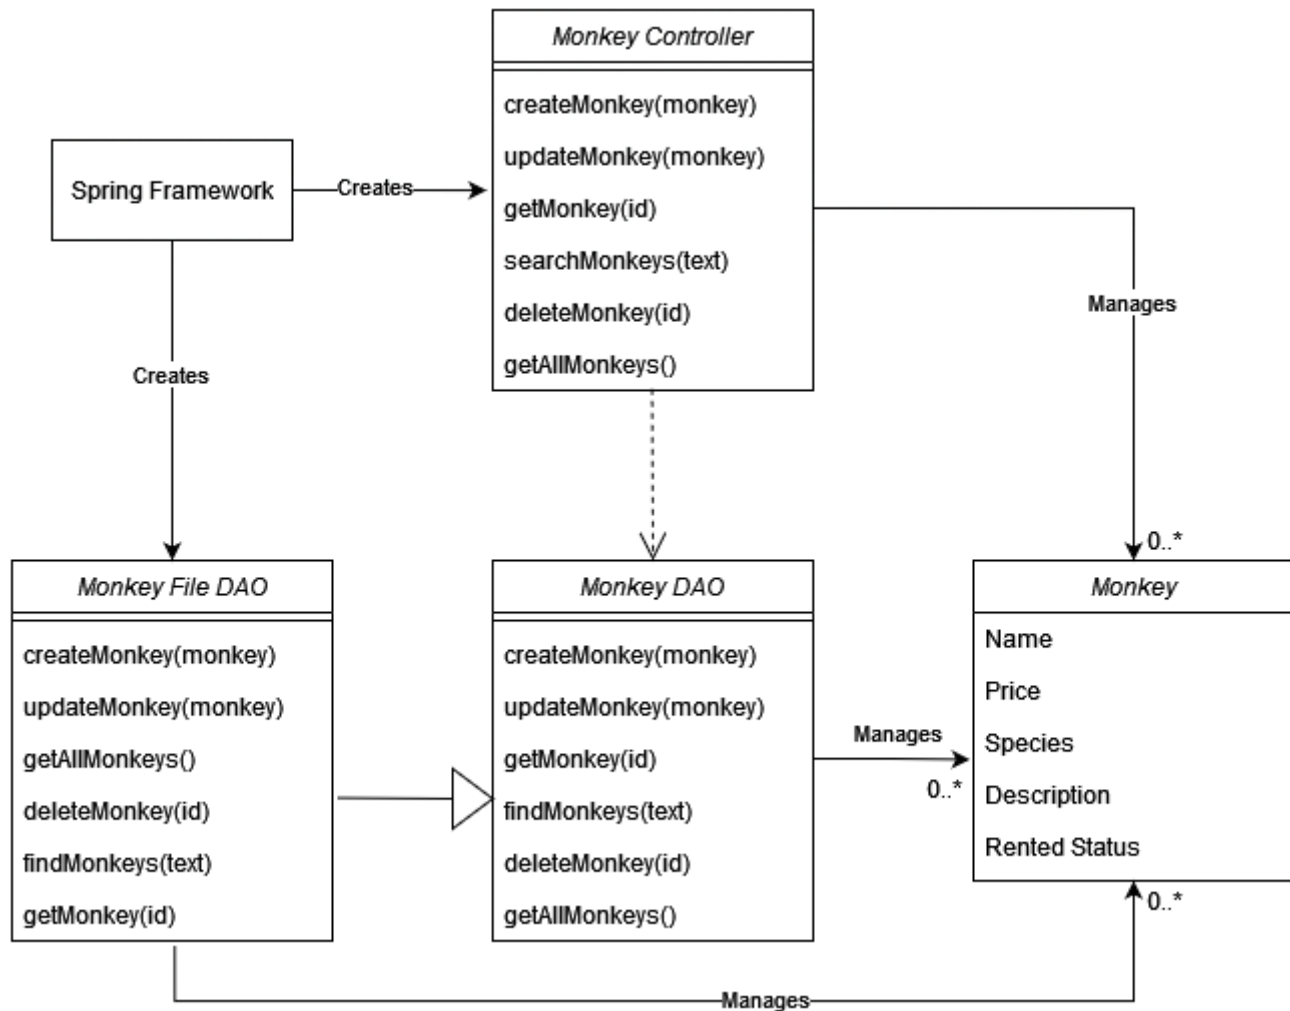 Monkey Controller
createMonkey(monkey)
updateMonkey(monkey)
getMonkey(id)
searchMonkeys(text)
deleteMonkey(id)
getAllMonkeys()
Spring Framework
Creates
Creates
Manages
0..*
Monkey File DAO
createMonkey(monkey)
updateMonkey(monkey)
getAllMonkeys()
deleteMonkey(id)
findMonkeys(text)
getMonkey(id)
Monkey DAO
createMonkey(monkey)
updateMonkey(monkey)
getMonkey(id)
findMonkeys(text)
deleteMonkey(id)
getAllMonkeys()
Manages
0..*
Monkey
Name
Price
Species
Description
Rented Status
0..*
Manages